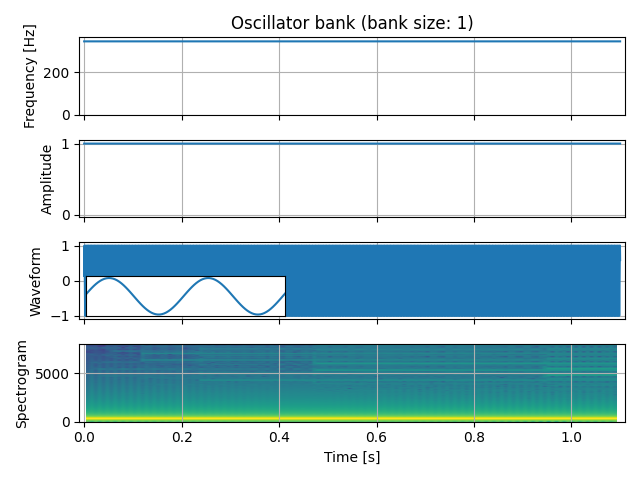 Oscillator bank (bank size: 1)
Frequency [Hz]
200
0
Amplitude
1
0
Waveform
1
0
−1
Spectrogram
5000
0
0.0 0.2 0.4 0.6 0.8 1.0
Time [s]